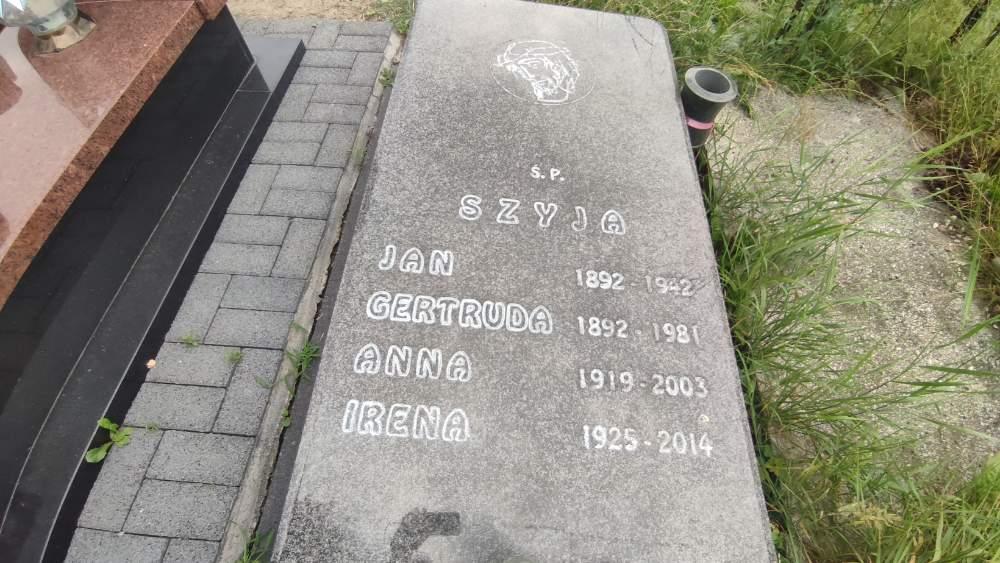 Ś.P.
SZYJA
JAN 1892 - 1942
GERTRUDA 1892 - 1981
ANNA 1919 - 2003
IRENA 1925 - 2014